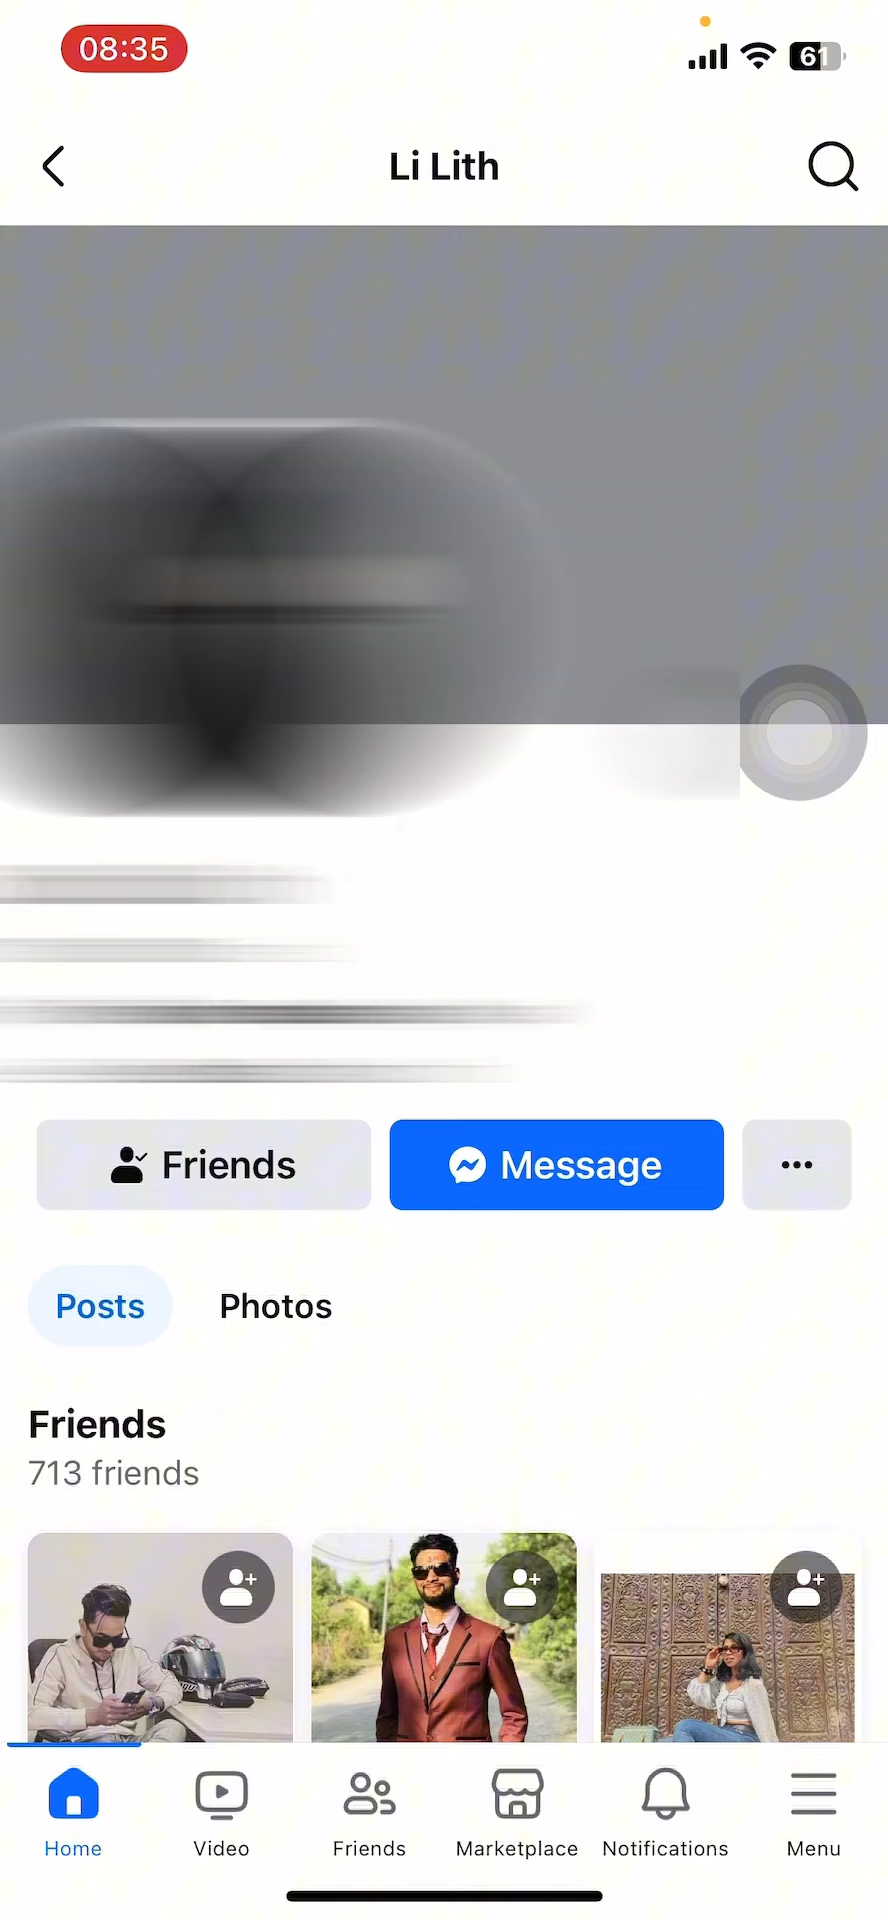 08:35
61
Li Lith
Friends
Message
Posts
Photos
Friends
713 friends
Home
Video
Friends
Marketplace
Notifications
Menu